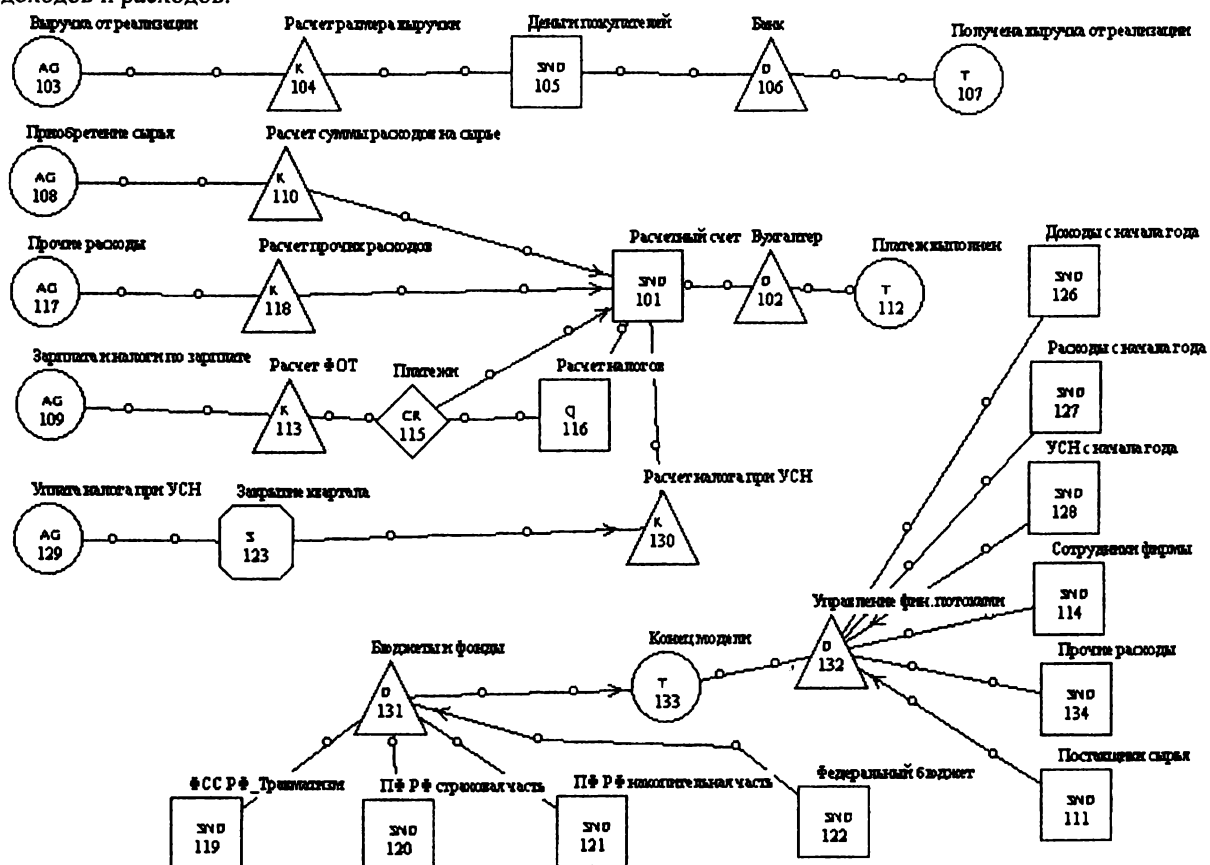 доходов и расходов.
Выручка от реализации
Расчет размера выручки
Деньги покупателей
Банк
Получена выручка от реализации
AG
103
K
104
SND
105
D
106
T
107
Приобретение сырья
Расчет суммы расходов на сырье
AG
108
K
110
Прочие расходы
Расчет прочих расходов
Расчетный счет
Бухгалтер
Платеж выполнен
Доходы с начала года
AG
117
K
118
SND
101
D
102
T
112
SND
126
Зарплата и налоги по зарплате
Расчет ФОТ
Платежи
Расчет налогов
Расходы с начала года
AG
109
K
113
CR
115
Q
116
SND
127
Уплата налога при УСН
Закрытие квартала
Расчет налога при УСН
УСН с начала года
AG
129
S
123
K
130
SND
128
Сотрудники фирмы
SND
114
Управление фин. потоками
Бюджеты и фонды
Конец модели
D
132
Прочие расходы
D
131
T
133
SND
134
Поставщики сырья
ФСС РФ_Травматизм
ПФ РФ страховая часть
ПФ РФ накопительная часть
Федеральный бюджет
SND
119
SND
120
SND
121
SND
122
SND
111